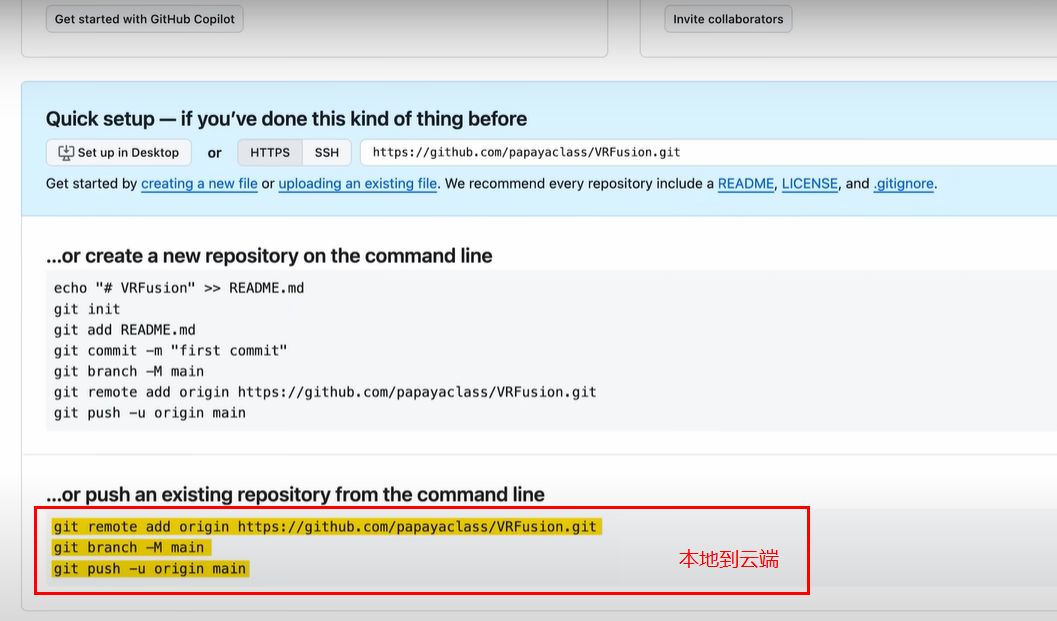 Get started with GitHub Copilot
Invite collaborators
Quick setup — if you’ve done this kind of thing before
Set up in Desktop or HTTPS SSH https://github.com/papayaclass/VRFusion.git
Get started by creating a new file or uploading an existing file. We recommend every repository include a README, LICENSE, and .gitignore.
...or create a new repository on the command line
echo "# VRFusion" >> README.md
git init
git add README.md
git commit -m "first commit"
git branch -M main
git remote add origin https://github.com/papayaclass/VRFusion.git
git push -u origin main
...or push an existing repository from the command line
git remote add origin https://github.com/papayaclass/VRFusion.git
git branch -M main
git push -u origin main
本地到云端